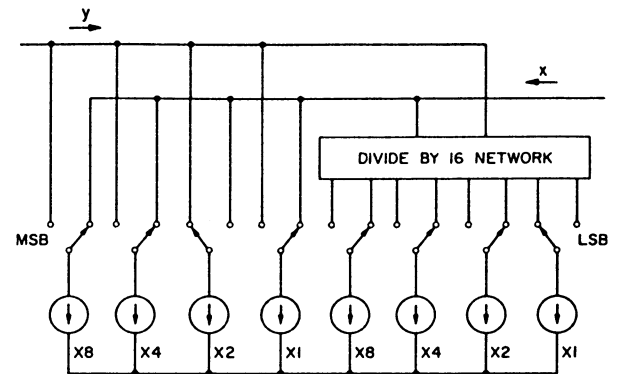 y
x
DIVIDE BY 16 NETWORK
MSB
LSB
X8 X4 X2 X1 X8 X4 X2 X1